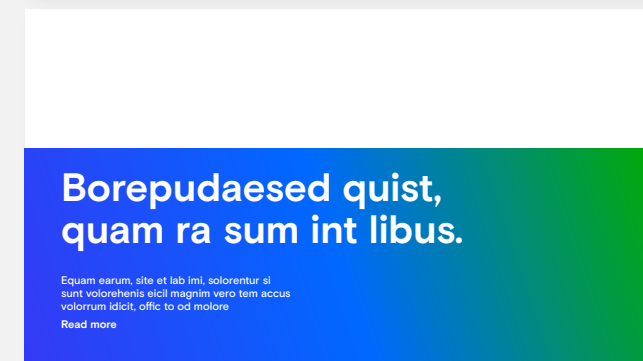 Borepudaesed quist,
quam ra sum int libus.
Equam earum, site et lab imi, solorentur si
sunt volorehenis eicil magnim vero tem accus
volorrum idicit, offic to od molore
Read more